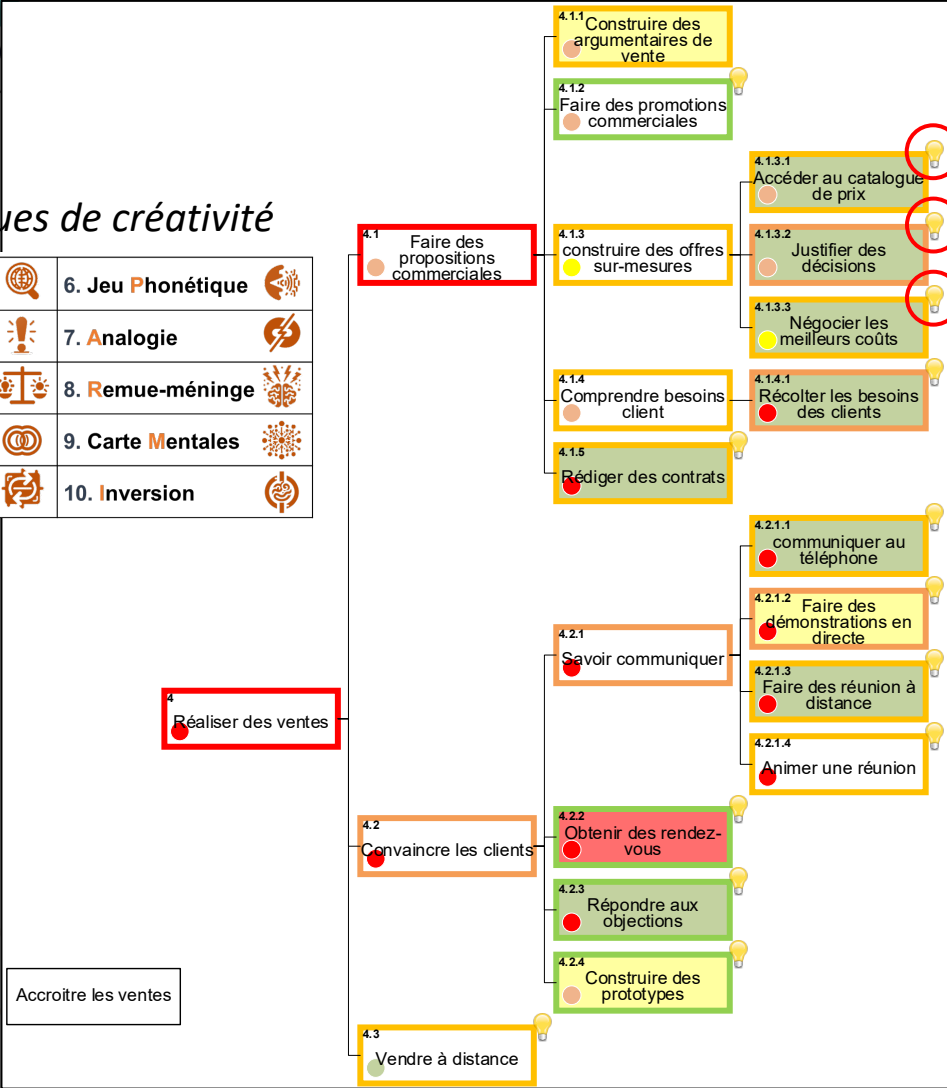 4.1.1
Construire des
argumentaires de
vente
4.1.2
Faire des promotions
commerciales
4.1.3.1
Accéder au catalogue
de prix
ues de créativité
4.1
Faire des
propositions
commerciales
4.1.3
construire des offres
sur-mesures
4.1.3.2
Justifier des
décisions
6. Jeu Phonétique
7. Analogie
8. Remue-méninge
9. Carte Mentales
10. Inversion
4.1.3.3
Négocier les
meilleurs coûts
4.1.4
Comprendre besoins
client
4.1.4.1
Récolter les besoins
des clients
4.1.5
Rédiger des contrats
4.2.1.1
communiquer au
téléphone
4.2.1.2
Faire des
démonstrations en
directe
4.2.1
Savoir communiquer
4.2.1.3
Faire des réunion à
distance
4
Réaliser des ventes
4.2.1.4
Animer une réunion
4.2
Convaincre les clients
4.2.2
Obtenir des rendez-
vous
4.2.3
Répondre aux
objections
4.2.4
Construire des
prototypes
Accroitre les ventes
4.3
Vendre à distance